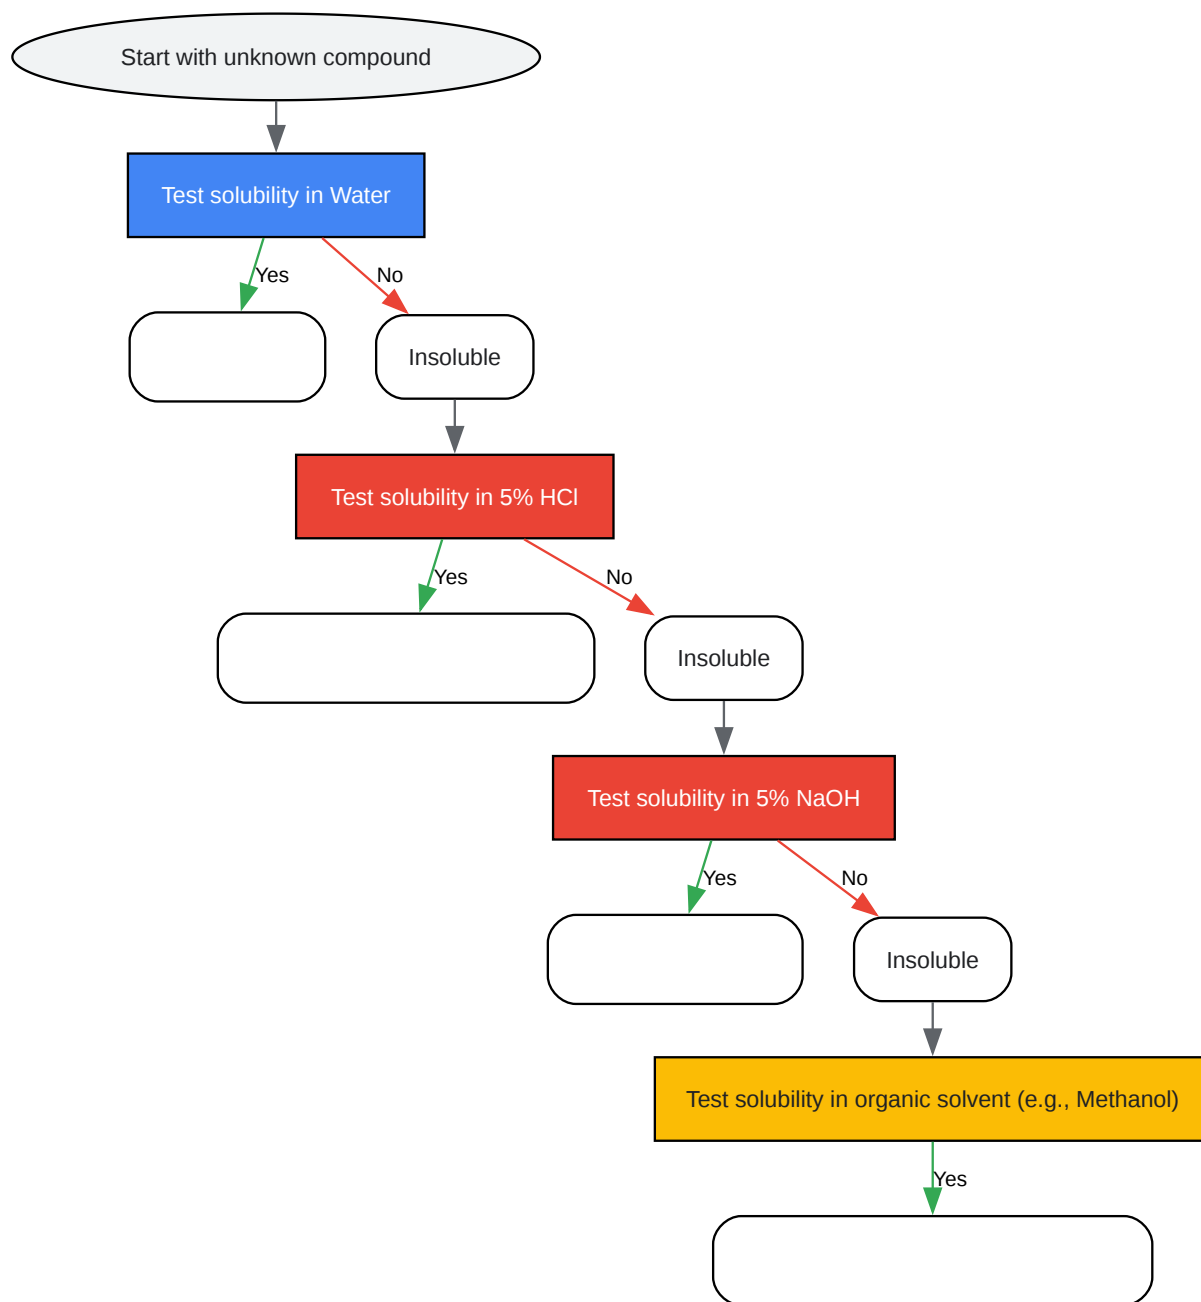 Start with unknown compound
Test solubility in Water
Yes
No
Insoluble
Test solubility in 5% HCl
Yes
No
Insoluble
Test solubility in 5% NaOH
Yes
No
Insoluble
Test solubility in organic solvent (e.g., Methanol)
Yes